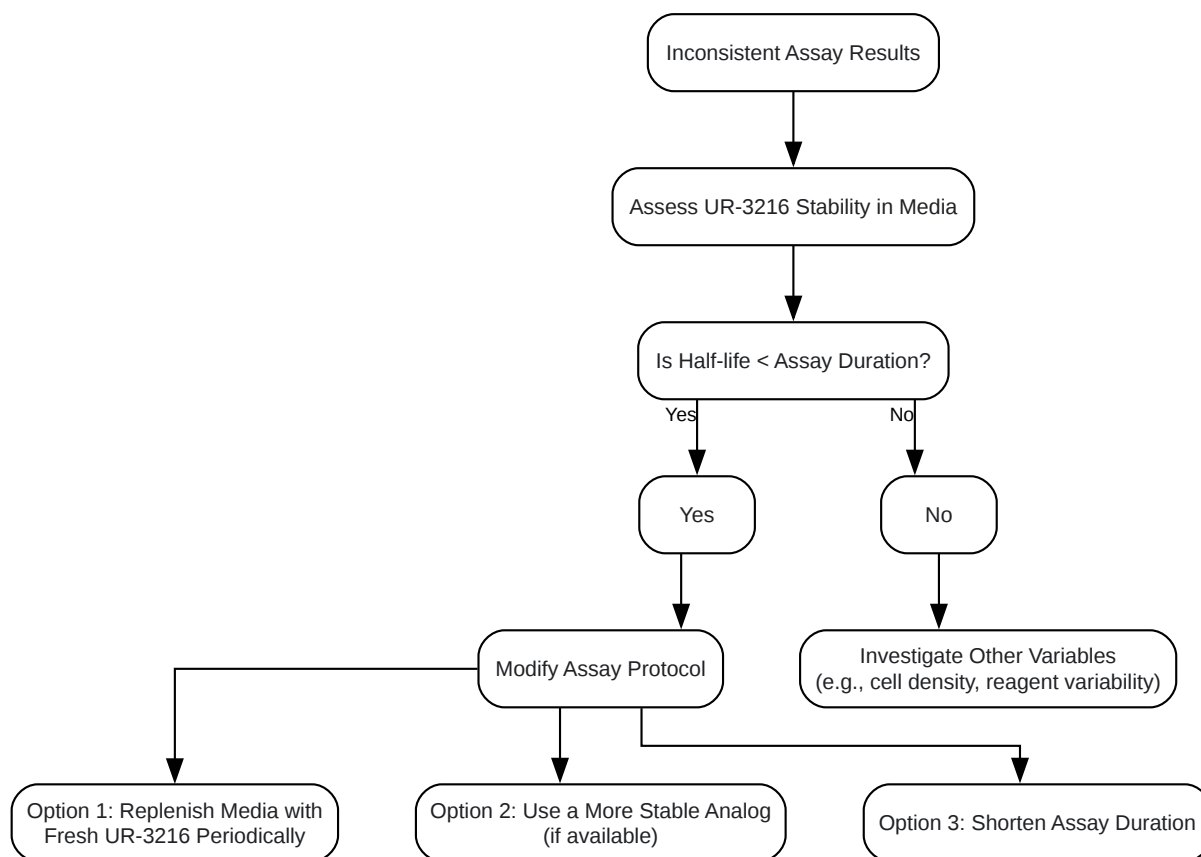 Inconsistent Assay Results
Assess UR-3216 Stability in Media
Is Half-life < Assay Duration?
Yes
No
Yes
No
Modify Assay Protocol
Investigate Other Variables
(e.g., cell density, reagent variability)
Option 1: Replenish Media with
Fresh UR-3216 Periodically
Option 2: Use a More Stable Analog
(if available)
Option 3: Shorten Assay Duration